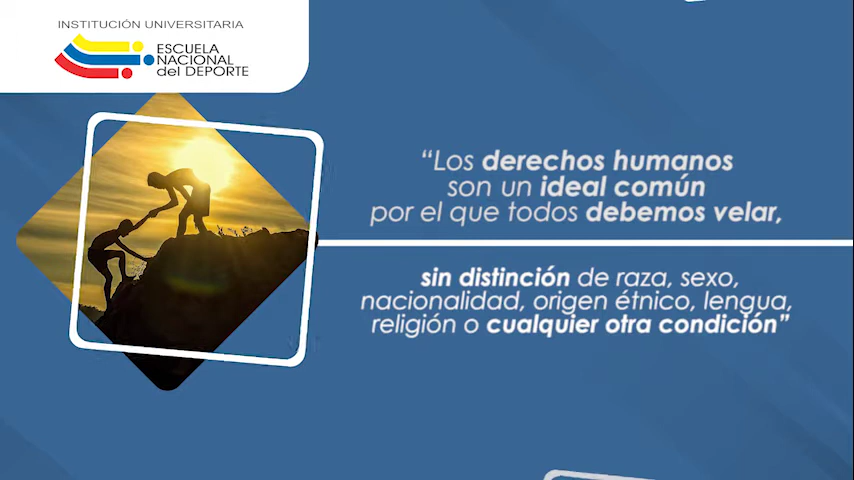 INSTITUCIÓN UNIVERSITARIA
ESCUELA
NACIONAL
del DEPORTE
“Los derechos humanos
son un ideal común
por el que todos debemos velar,
sin distinción de raza, sexo,
nacionalidad, origen étnico, lengua,
religión o cualquier otra condición”